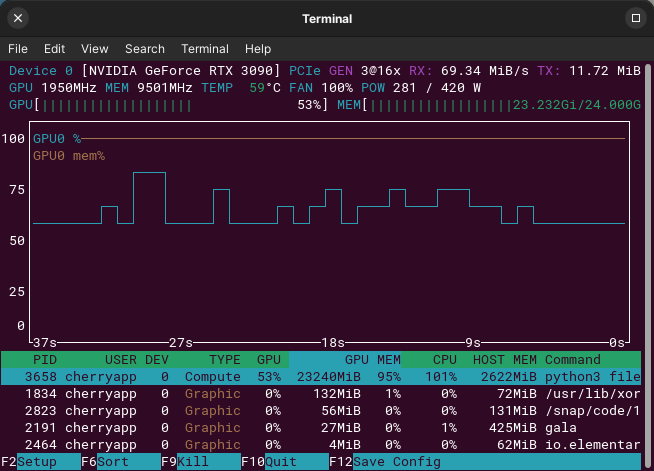 Terminal
File Edit View Search Terminal Help
Device 0 [NVIDIA GeForce RTX 3090] PCIe GEN 3@16x RX: 69.34 MiB/s TX: 11.72 MiB
GPU 1950MHz MEM 9501MHz TEMP 59°C FAN 100% POW 281 / 420 W
GPU[||||||||||||||||||| 53%] MEM[||||||||||||||||||23.232Gi/24.000G
100 GPU0 %
GPU0 mem%
75
50
25
0
37s 27s 18s 9s 0s
PID USER DEV TYPE GPU GPU MEM CPU HOST MEM Command
3658 cherryapp 0 Compute 53% 23240MiB 95% 101% 2622MiB python3 file
1834 cherryapp 0 Graphic 0% 132MiB 1% 0% 72MiB /usr/lib/xor
2823 cherryapp 0 Graphic 0% 56MiB 0% 0% 131MiB /snap/code/1
2191 cherryapp 0 Graphic 0% 27MiB 0% 1% 425MiB gala
2464 cherryapp 0 Graphic 0% 4MiB 0% 0% 62MiB io.elementar
F2Setup F6Sort F9Kill F10Quit F12Save Config